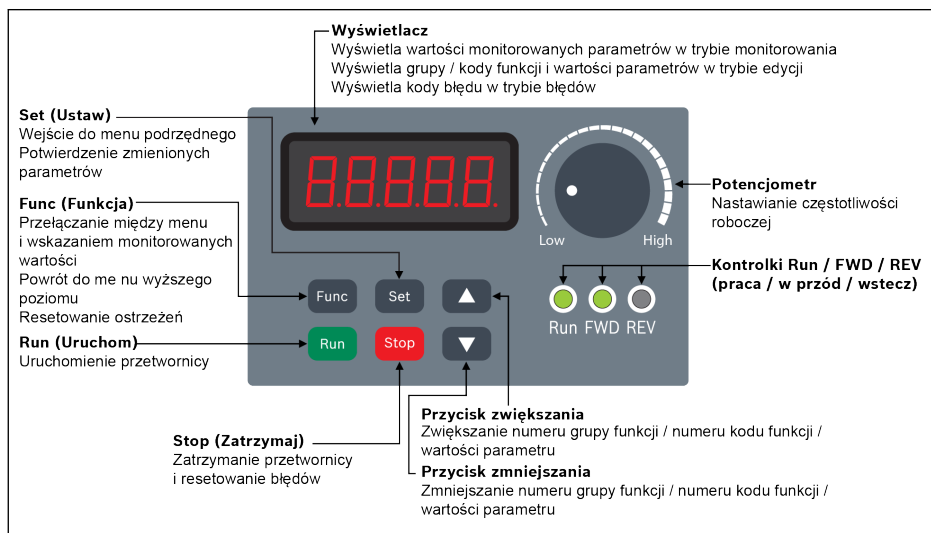 Wyświetlacz
Wyświetla wartości monitorowanych parametrów w trybie monitorowania
Wyświetla grupy / kody funkcji i wartości parametrów w trybie edycji
Wyświetla kody błędu w trybie błędów
Set (Ustaw)
Wejście do menu podrzędnego
Potwierdzenie zmienionych
parametrów
Func (Funkcja)
Przełączanie między menu
i wskazaniem monitorowanych
wartości
Powrót do me nu wyższego
poziomu
Resetowanie ostrzeżeń
Run (Uruchom)
Uruchomienie przetwornicy
8.8.8.8.8.
Low
High
Func
Set
Run
Stop
Run FWD REV
Potencjometr
Nastawianie częstotliwości
roboczej
Kontrolki Run / FWD / REV
(praca / w przód / wstecz)
Stop (Zatrzymaj)
Zatrzymanie przetwornicy
i resetowanie błędów
Przycisk zwiększania
Zwiększanie numeru grupy funkcji / numeru kodu funkcji /
wartości parametru
Przycisk zmniejszania
Zmniejszanie numeru grupy funkcji / numeru kodu funkcji /
wartości parametru